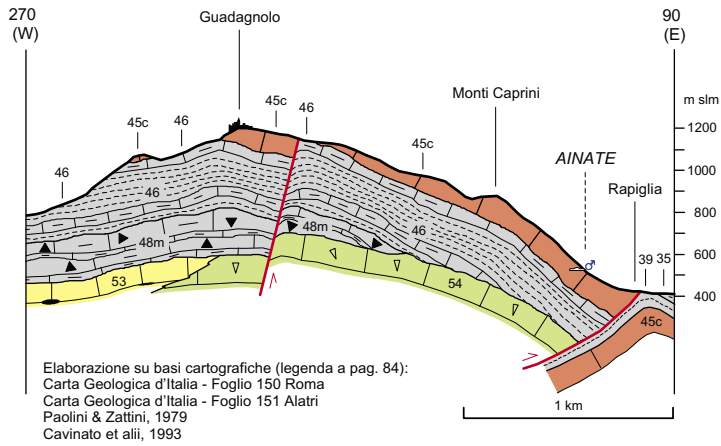 270
(W)
Guadagnolo
90
(E)
45c
46
45c
46
Monti Caprini
m slm
1200
46
45c
AINATE
1000
46
Rapiglia
800
48m
48m
46
39
35
600
53
54
400
45c
Elaborazione su basi cartografiche (legenda a pag. 84):
Carta Geologica d'Italia - Foglio 150 Roma
Carta Geologica d'Italia - Foglio 151 Alatri
Paolini & Zattini, 1979
Cavinato et alii, 1993
1 km